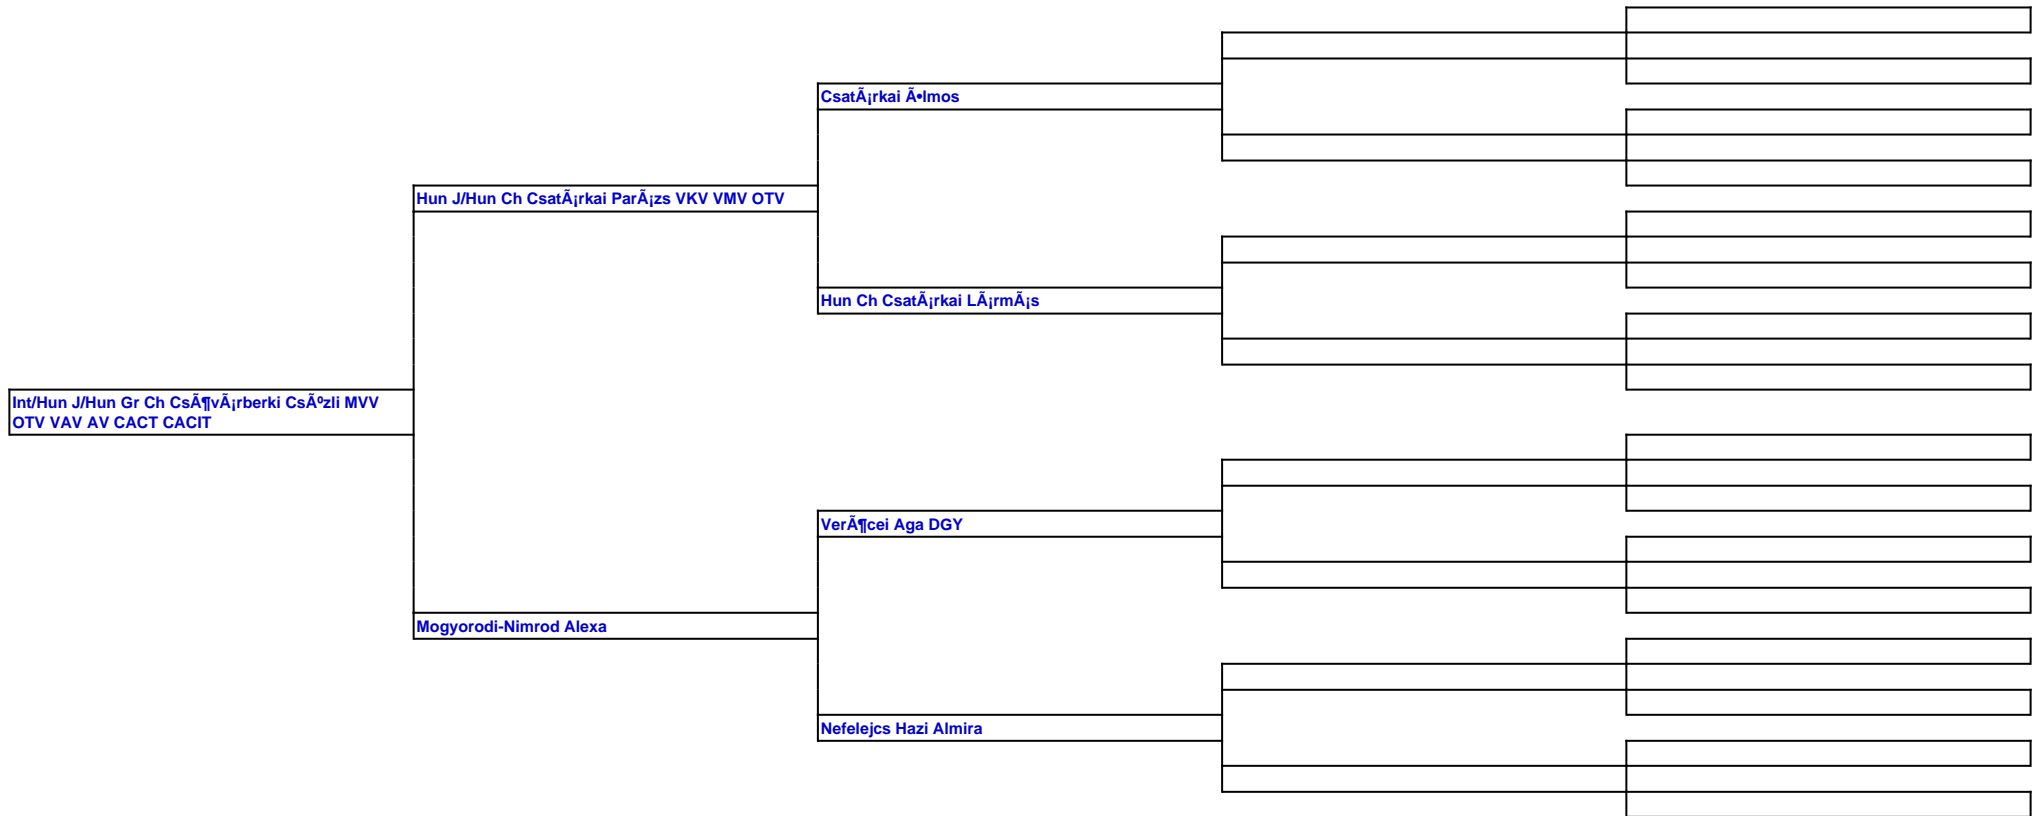 CsatÃ¡rkai Ã•lmos
Hun J/Hun Ch CsatÃ¡rkai ParÃ¡zs VKV VMV OTV
Hun Ch CsatÃ¡rkai LÃ¡rmÃ¡s
Int/Hun J/Hun Gr Ch CsÃ¶vÃ¡rberki CsÃºzli MVV
OTV VAV AV CACT CACIT
VerÃ¶cei Aga DGY
Mogyorodi-Nimrod Alexa
Nefelejcs Hazi Almira